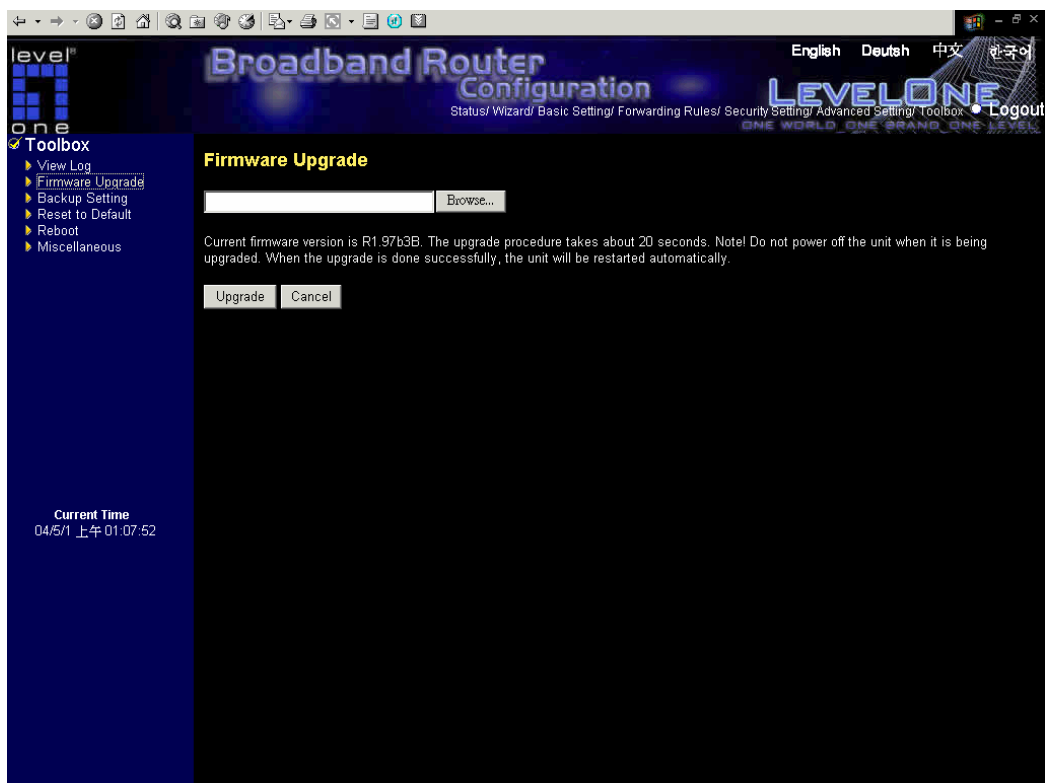 level®
one
Broadband Router
Configuration
English Deutsh 中文 한국어
LEVELONE
Status/ Wizard/ Basic Setting/ Forwarding Rules/ Security Setting/ Advanced Setting/ Toolbox Logout
ONE WORLD_ONE BRAND_ONE LEVEL
Toolbox
View Log
Firmware Upgrade
Backup Setting
Reset to Default
Reboot
Miscellaneous
Current Time
04/5/1 上午 01:07:52
Firmware Upgrade
Browse...
Current firmware version is R1.97b3B. The upgrade procedure takes about 20 seconds. Note! Do not power off the unit when it is being
upgraded. When the upgrade is done successfully, the unit will be restarted automatically.
Upgrade Cancel